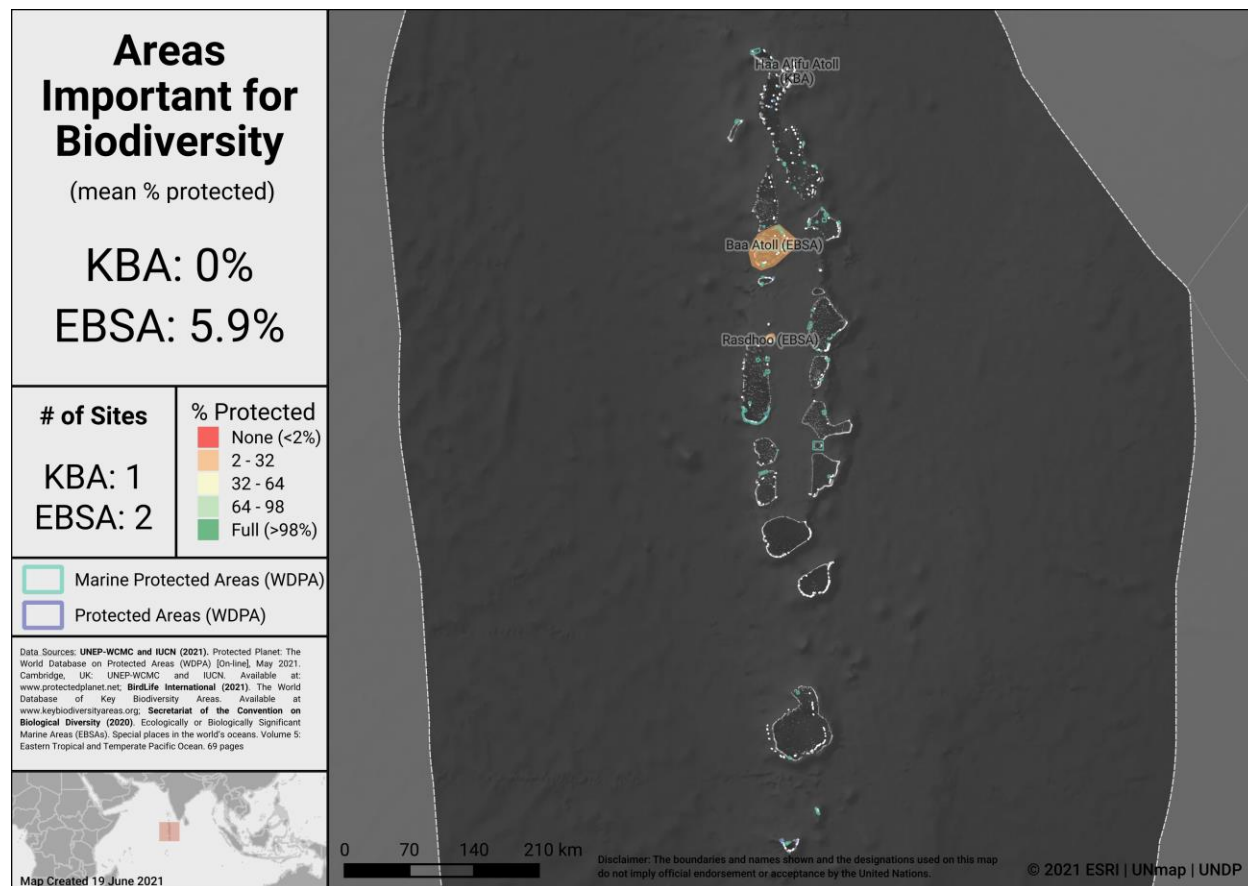 Areas
Important for
Biodiversity
(mean % protected)
KBA: 0%
EBSA: 5.9%
# of Sites
KBA: 1
EBSA: 2
% Protected
None (<2%)
2 - 32
32 - 64
64 - 98
Full (>98%)
Marine Protected Areas (WDPA)
Protected Areas (WDPA)
Data Sources: UNEP-WCMC and IUCN (2021). Protected Planet: The
World Database on Protected Areas (WDPA) [On-line], May 2021.
Cambridge, UK: UNEP-WCMC and IUCN. Available at:
www.protectedplanet.net; BirdLife International (2021). The World
Database of Key Biodiversity Areas. Available at
www.keybiodiversityareas.org; Secretariat of the Convention on
Biological Diversity (2020). Ecologically or Biologically Significant
Marine Areas (EBSAs). Special places in the world's oceans. Volume 5:
Eastern Tropical and Temperate Pacific Ocean. 69 pages
Map Created 19 June 2021
Haa Alifu Atoll
(KBA)
Baa Atoll (EBSA)
Rasdhoo (EBSA)
0 70 140 210 km
Disclaimer: The boundaries and names shown and the designations used on this map
do not imply official endorsement or acceptance by the United Nations.
© 2021 ESRI | UNmap | UNDP